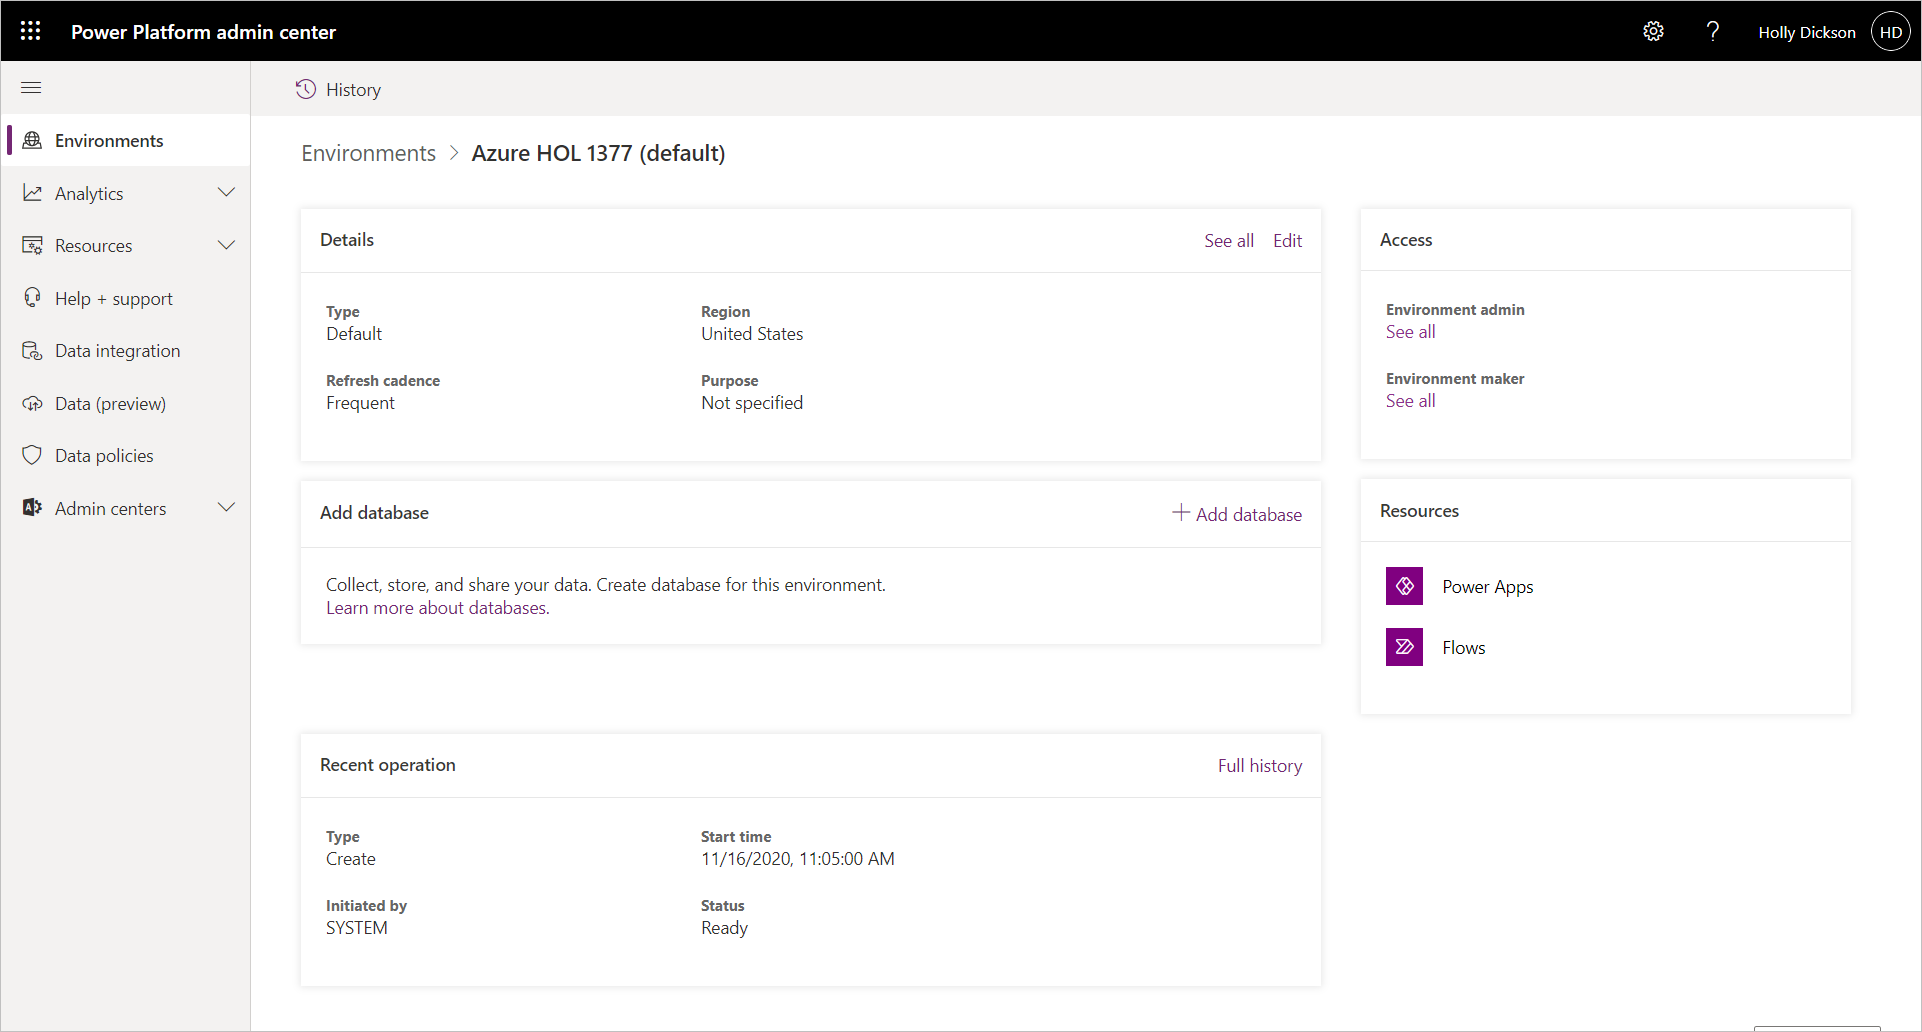 Power Platform admin center
Holly Dickson HD
History
Environments
Analytics
Resources
Help + support
Data integration
Data (preview)
Data policies
Admin centers
Environments > Azure HOL 1377 (default)
Details See all Edit
Type Region
Default United States
Refresh cadence Purpose
Frequent Not specified
Add database + Add database
Collect, store, and share your data. Create database for this environment.
Learn more about databases.
Recent operation Full history
Type Start time
Create 11/16/2020, 11:05:00 AM
Initiated by Status
SYSTEM Ready
Access
Environment admin
See all
Environment maker
See all
Resources
Power Apps
Flows